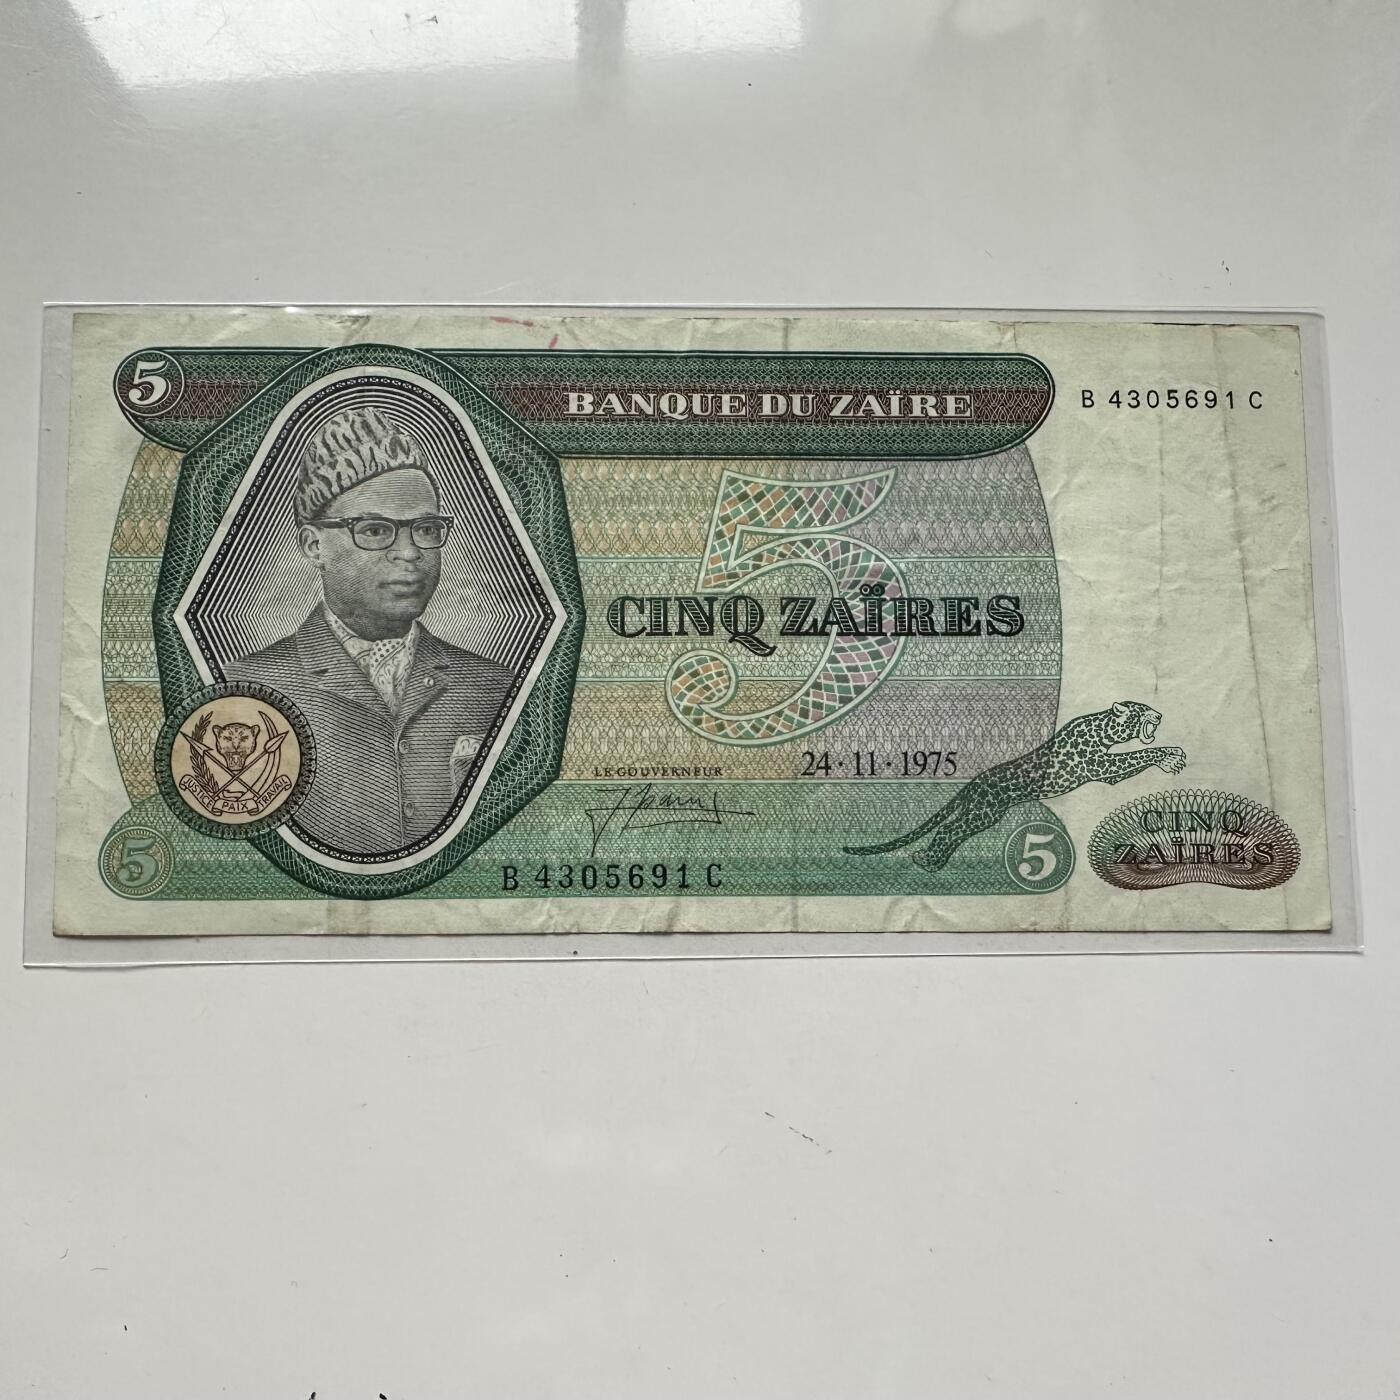 5
BANQUE DU ZAÏRE
B 4305691 C
5
CINQ ZAÏRES
LE GOUVERNEUR
24·11·1975
JUSTICE PAIX TRAVAIL
B 4305691 C
5
5
CINQ
ZAÏRES